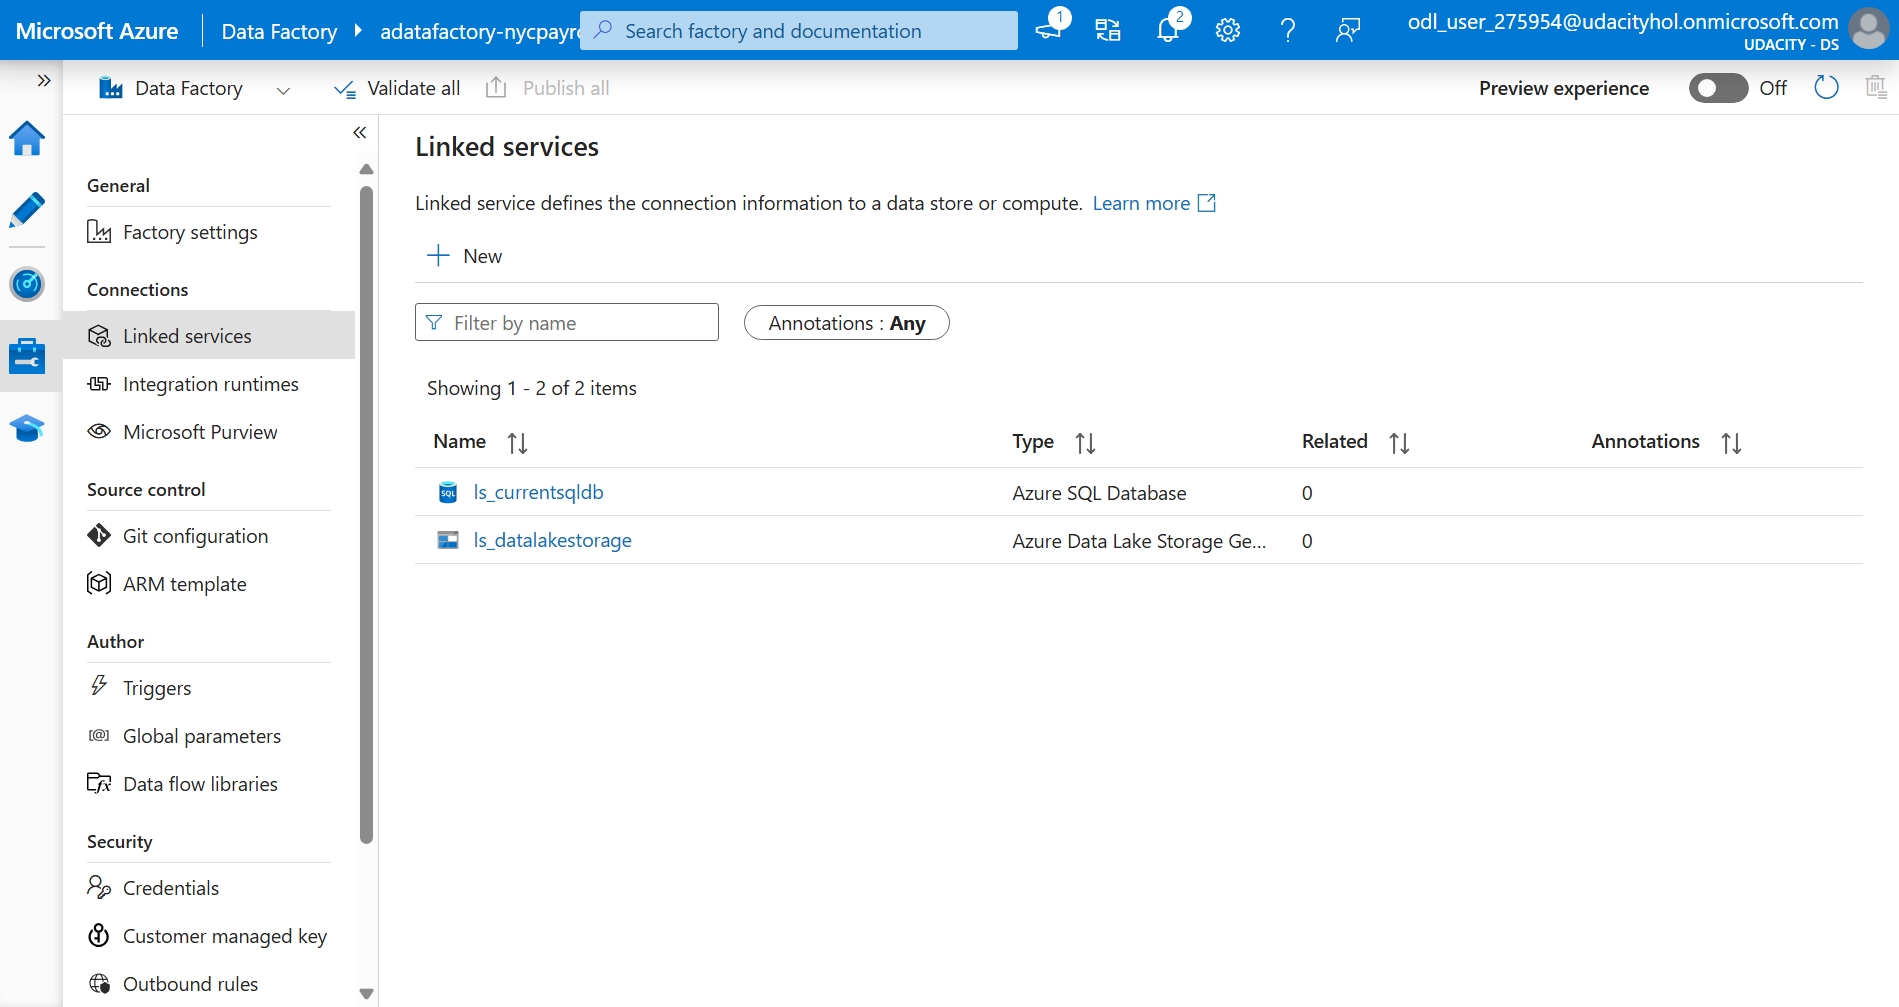 Microsoft Azure
Data Factory
adatafactory-nycpayro
Search factory and documentation
1
2
odl_user_275954@udacityhol.onmicrosoft.com
UDACITY - DS
Data Factory
Validate all
Publish all
Preview experience
Off
General
Factory settings
Connections
Linked services
Integration runtimes
Microsoft Purview
Source control
Git configuration
ARM template
Author
Triggers
Global parameters
Data flow libraries
Security
Credentials
Customer managed key
Outbound rules
Linked services
Linked service defines the connection information to a data store or compute. Learn more
New
Filter by name
Annotations : Any
Showing 1 - 2 of 2 items
Name Type Related Annotations
SQL ls_currentsqldb Azure SQL Database 0
ls_datalakestorage Azure Data Lake Storage Ge... 0